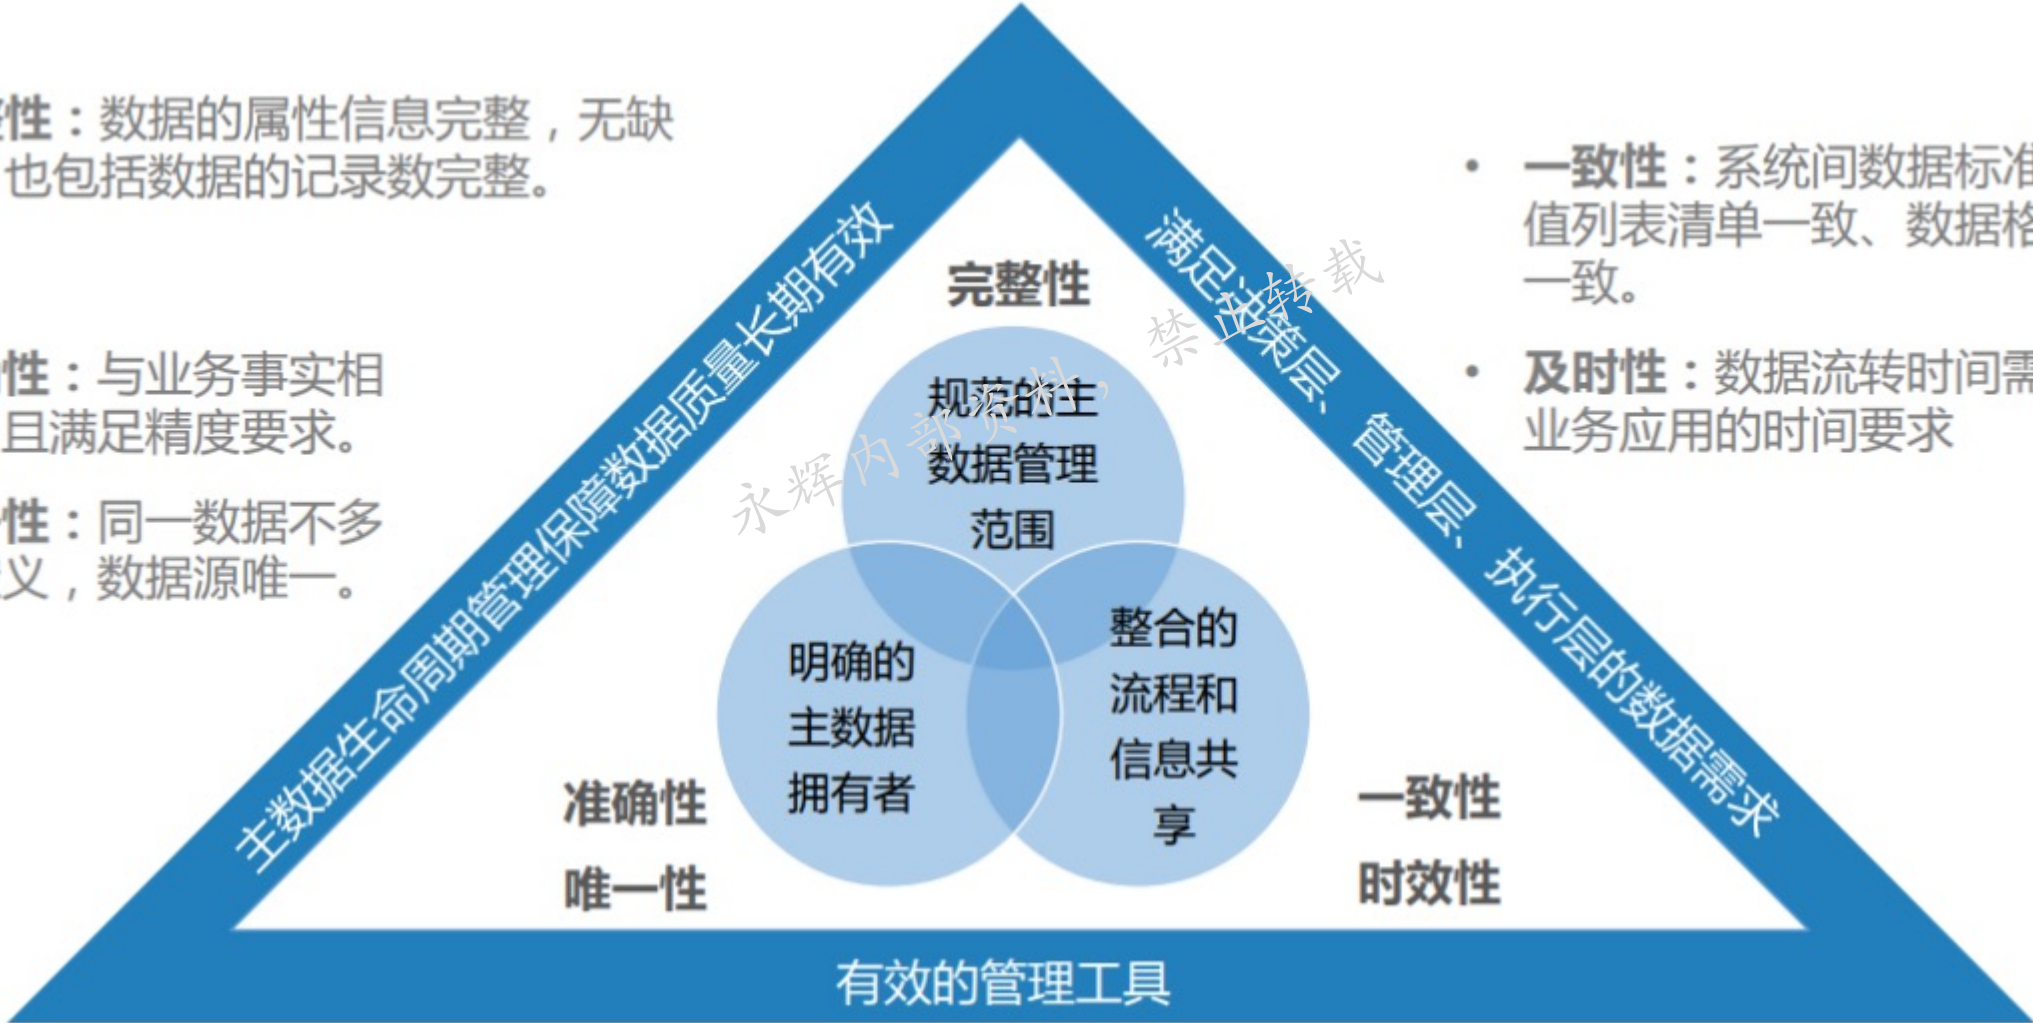 性：数据的属性信息完整，无缺
也包括数据的记录数完整。
性：与业务事实相
且满足精度要求。
性：同一数据不多
义，数据源唯一。
主数据生命周期管理保障数据质量长期有效
满足决策层、管理层、执行层的数据需求
• 一致性：系统间数据标准
值列表清单一致、数据格
一致。
• 及时性：数据流转时间需
业务应用的时间要求
完整性
规范的主
数据管理
范围
明确的
主数据
拥有者
整合的
流程和
信息共
享
准确性
唯一性
一致性
时效性
有效的管理工具
永辉内部资料，禁止转载